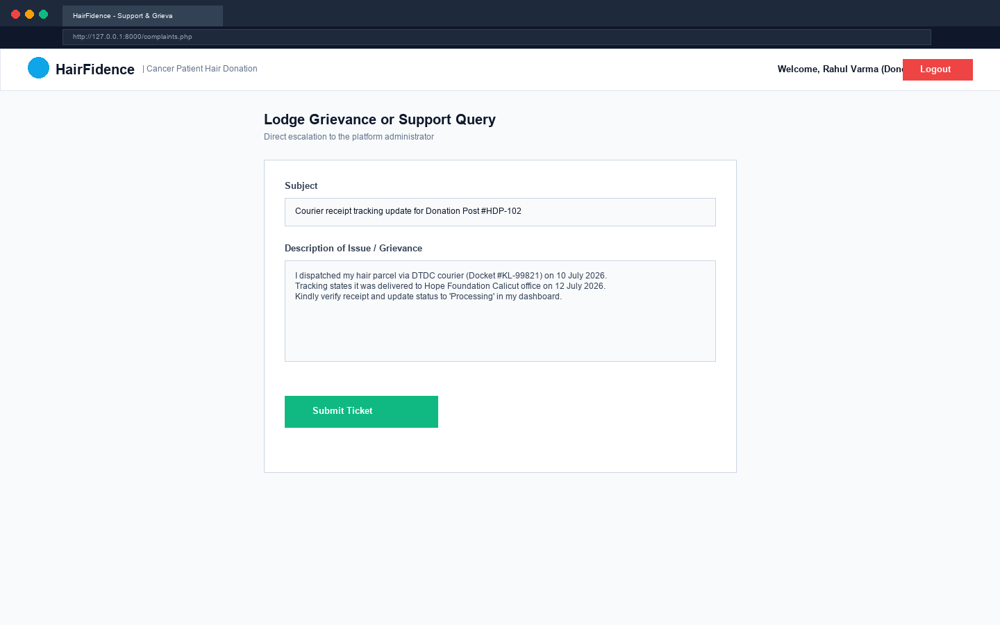 HairFidence - Support & Grieva
http://127.0.0.1:8000/complaints.php
HairFidence | Cancer Patient Hair Donation
Welcome, Rahul Varma (Dono
Logout
Lodge Grievance or Support Query
Direct escalation to the platform administrator
Subject
Courier receipt tracking update for Donation Post #HDP-102
Description of Issue / Grievance
I dispatched my hair parcel via DTDC courier (Docket #KL-99821) on 10 July 2026.
Tracking states it was delivered to Hope Foundation Calicut office on 12 July 2026.
Kindly verify receipt and update status to 'Processing' in my dashboard.
Submit Ticket